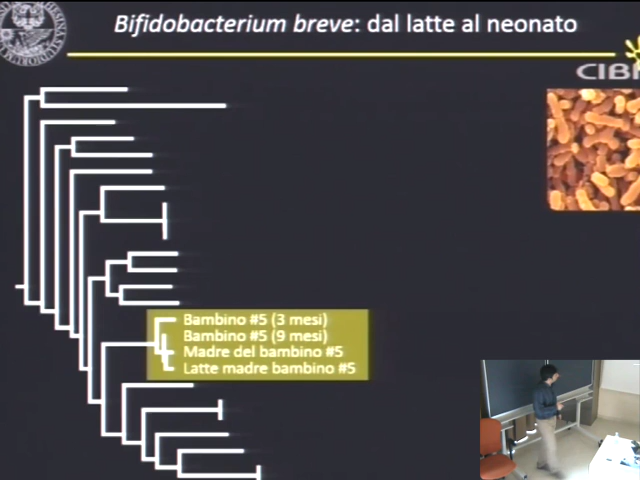 Bifidobacterium breve: dal latte al neonato
Bambino #5 (3 mesi)
Bambino #5 (9 mesi)
Madre del bambino #5
Latte madre bambino #5